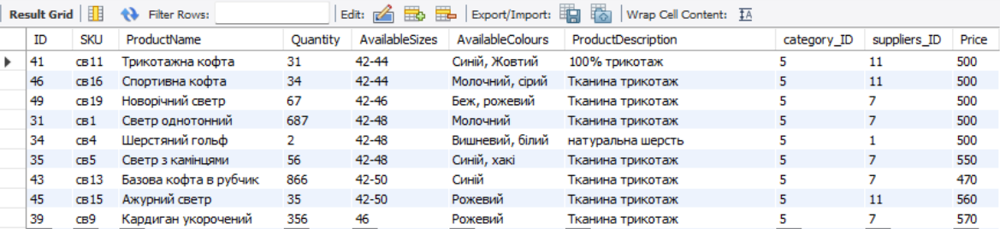 Result Grid Filter Rows: Edit: Export/Import: Wrap Cell Content: IA
ID SKU ProductName Quantity AvailableSizes AvailableColours ProductDescription category_ID suppliers_ID Price
41 св11 Трикотажна кофта 31 42-44 Синій, Жовтий 100% трикотаж 5 11 500
46 св16 Спортивна кофта 34 42-44 Молочний, сірий Тканина трикотаж 5 11 500
49 св19 Новорічний светр 67 42-46 Беж, рожевий Тканина трикотаж 5 7 500
31 св1 Светр однотонний 687 42-48 Молочний Тканина трикотаж 5 7 500
34 св4 Шерстяний гольф 2 42-48 Вишневий, білий натуральна шерсть 5 1 500
35 св5 Светр з камінцями 56 42-48 Синій, хакі Тканина трикотаж 5 7 550
43 св13 Базова кофта в рубчик 866 42-50 Синій Тканина трикотаж 5 7 470
45 св15 Ажурний светр 35 42-50 Рожевий Тканина трикотаж 5 11 560
39 св9 Кардиган укорочений 356 46 Рожевий Тканина трикотаж 5 7 570